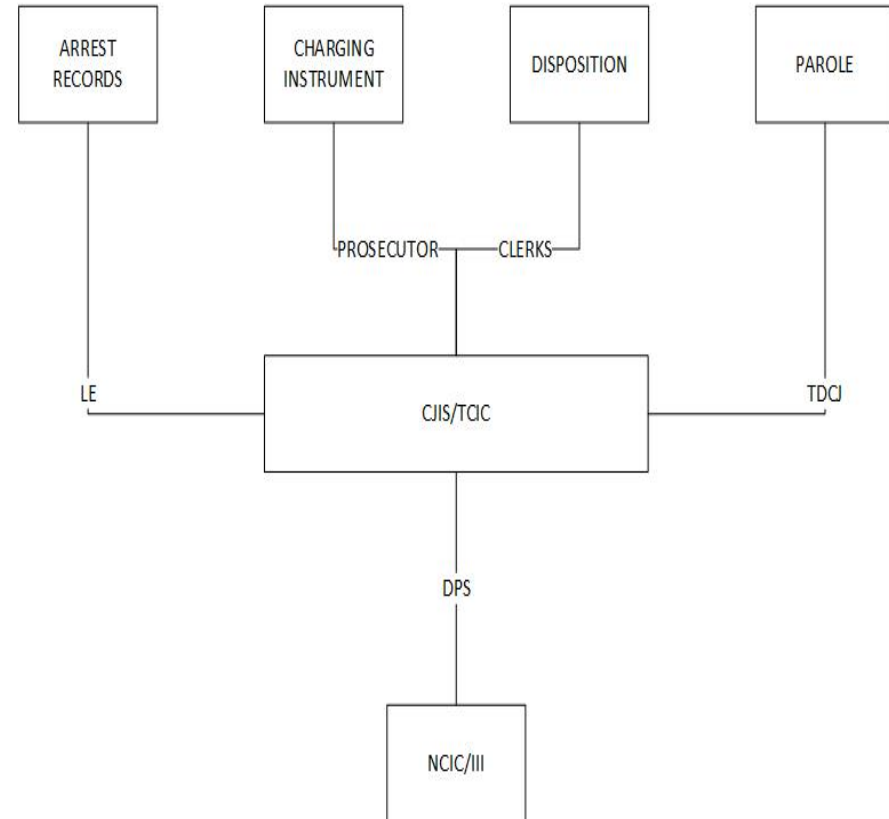 ARREST
RECORDS
CHARGING
INSTRUMENT
DISPOSITION
PAROLE
PROSECUTOR
CLERKS
LE
CJIS/TCIC
TDCJ
DPS
NCIC/III